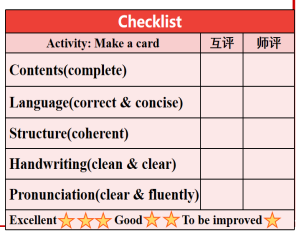 Checklist
Activity: Make a card 互评 师评
Contents(complete)
Language(correct & concise)
Structure(coherent)
Handwriting(clean & clear)
Pronunciation(clear & fluently)
Excellent Good To be improved